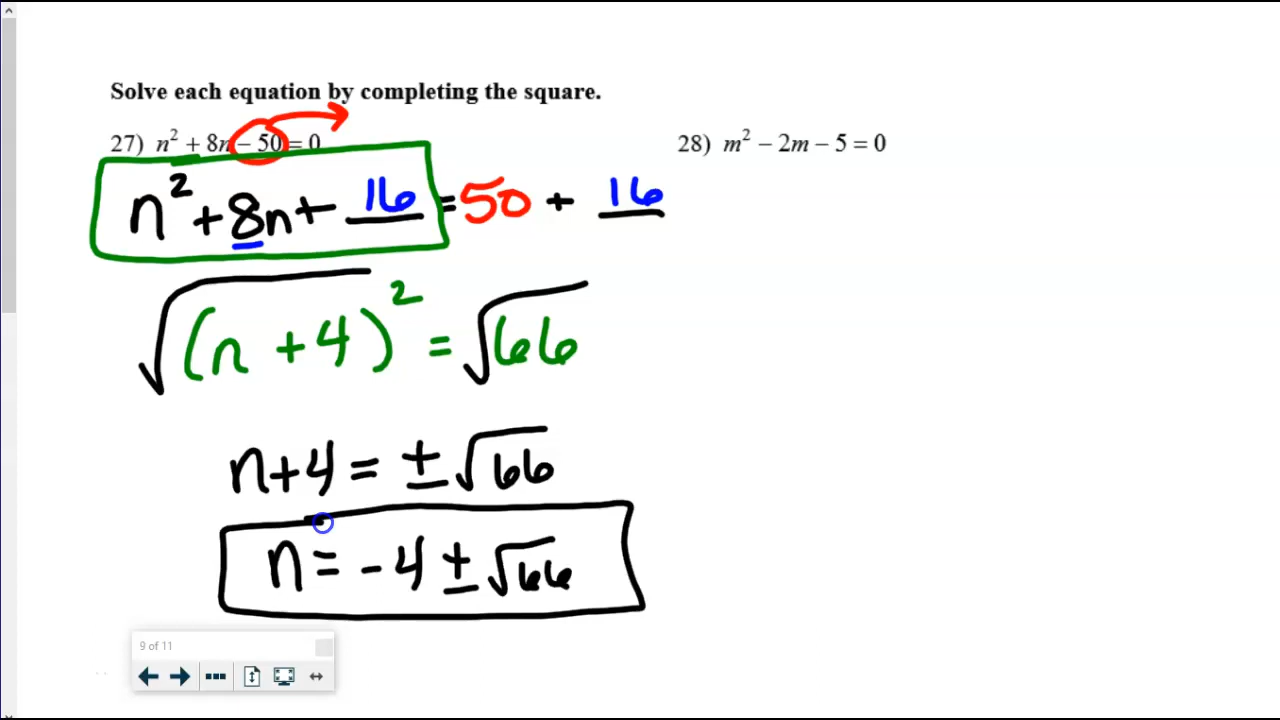 Solve each equation by completing the square.
27) n² + 8n − 50 = 0
28) m² − 2m − 5 = 0
n² + 8n + 16 = 50 + 16
√(n + 4)² = √66
n + 4 = ± √66
n = − 4 ± √66
9 of 11